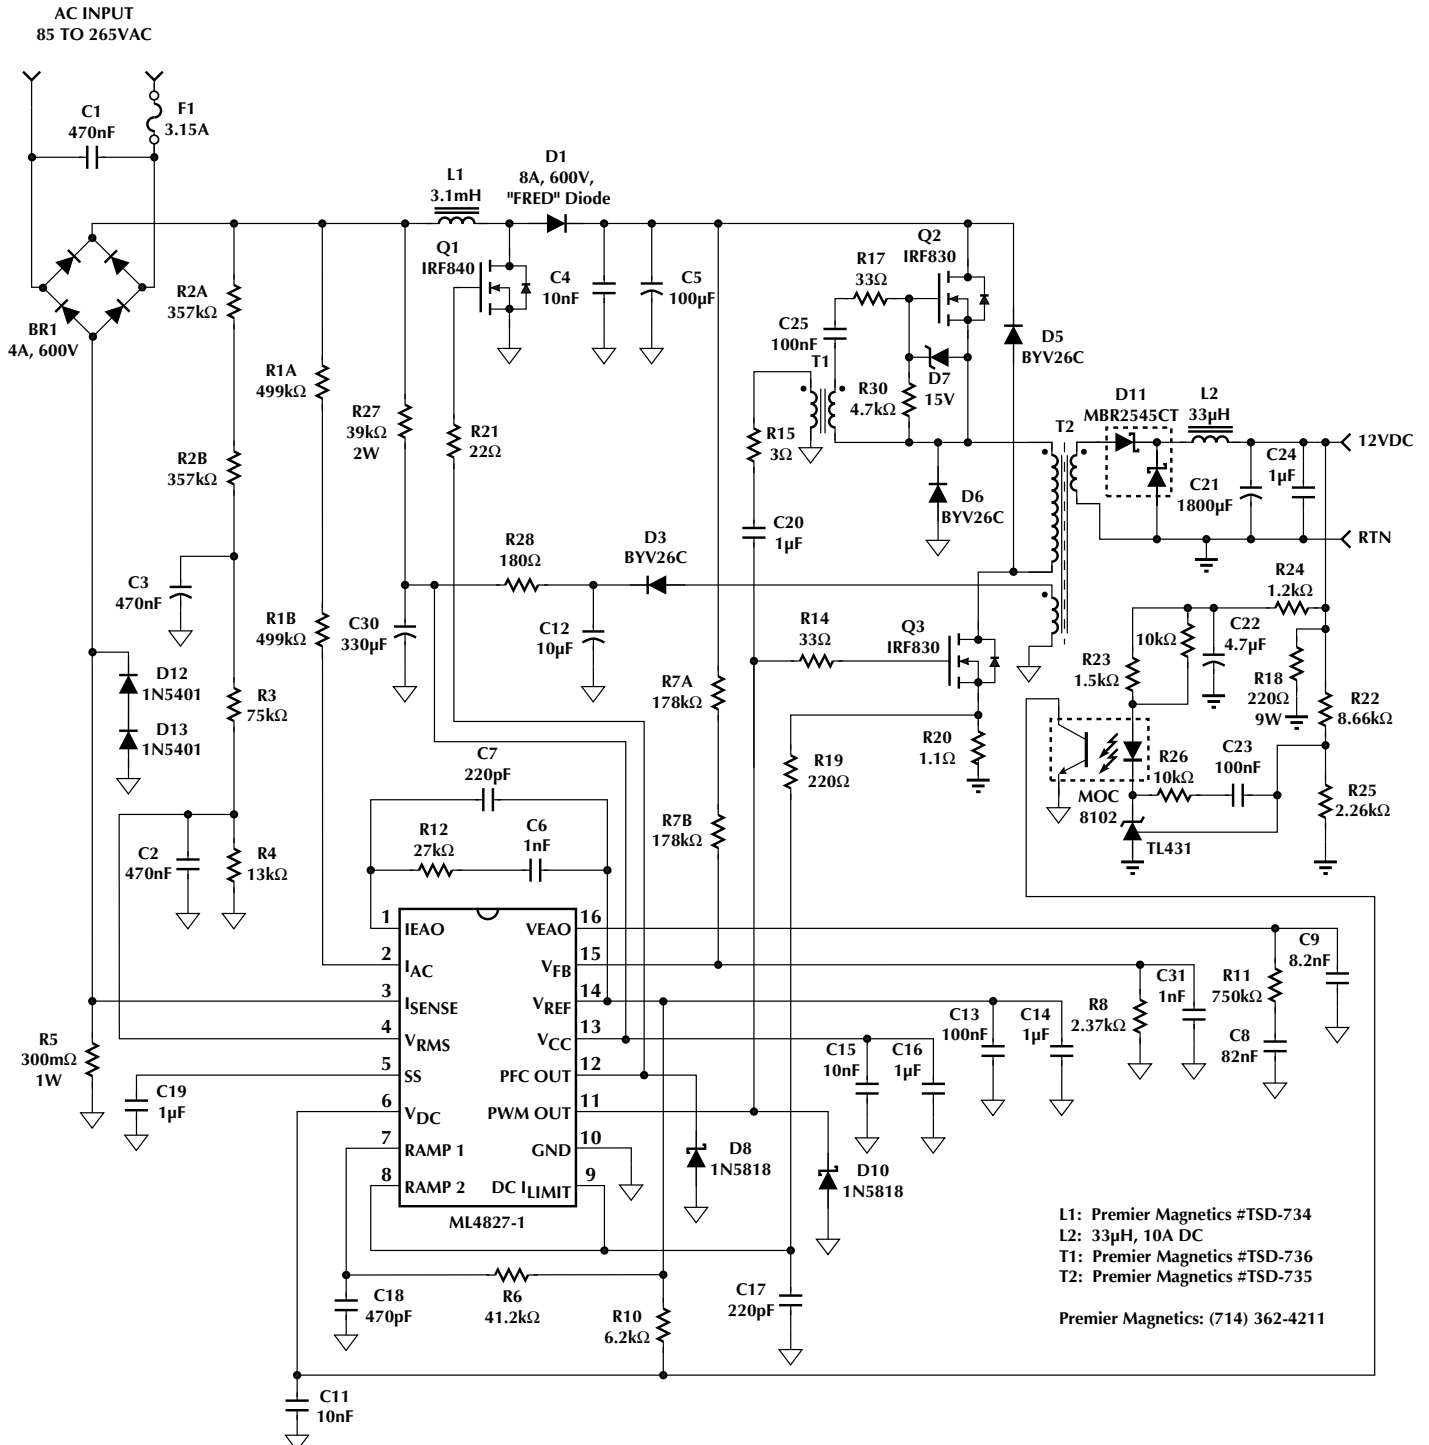 AC INPUT
85 TO 265VAC
C1
470nF
F1
3.15A
L1
3.1mH
D1
8A, 600V,
"FRED" Diode
Q1
IRF840
C4
10nF
C5
100µF
R17
33Ω
Q2
IRF830
R2A
357kΩ
BR1
4A, 600V
C25
100nF
D5
BYV26C
T1
R1A
499kΩ
R27
39kΩ
2W
R21
22Ω
R30
4.7kΩ
D7
15V
D11
MBR2545CT
L2
33µH
T2
12VDC
R15
3Ω
R2B
357kΩ
C24
1µF
C21
1800µF
D6
BYV26C
C20
1µF
RTN
R28
180Ω
D3
BYV26C
C3
470nF
R24
1.2kΩ
R1B
499kΩ
C30
330µF
C12
10µF
R14
33Ω
Q3
IRF830
10kΩ
C22
4.7µF
R23
1.5kΩ
D12
1N5401
R3
75kΩ
R7A
178kΩ
R18
220Ω
9W
R22
8.66kΩ
D13
1N5401
R20
1.1Ω
R19
220Ω
C7
220pF
R26
10kΩ
C23
100nF
MOC
8102
R25
2.26kΩ
R12
27kΩ
C6
1nF
R7B
178kΩ
TL431
C2
470nF
R4
13kΩ
1 IEAO VEAO 16
2 IAC VFB 15
3 ISENSE VREF 14
4 VRMS VCC 13
5 SS PFC OUT 12
6 VDC PWM OUT 11
7 RAMP 1 GND 10
8 RAMP 2 DC ILIMIT 9
ML4827-1
C9
8.2nF
C31
1nF
R11
750kΩ
R8
2.37kΩ
C13
100nF
C14
1µF
C8
82nF
R5
300mΩ
1W
C15
10nF
C16
1µF
C19
1µF
D8
1N5818
D10
1N5818
L1: Premier Magnetics #TSD-734
L2: 33µH, 10A DC
T1: Premier Magnetics #TSD-736
T2: Premier Magnetics #TSD-735
Premier Magnetics: (714) 362-4211
C18
470pF
R6
41.2kΩ
R10
6.2kΩ
C17
220pF
C11
10nF